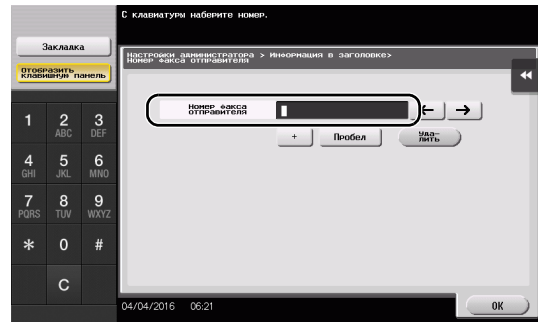 С клавиатуры наберите номер.
Закладка
Отобразить
клавишную панель
Настройки администратора > Информация в заголовке>
Номер факса отправителя
Номер факса
отправителя
← →
+ Пробел Уда-
лить
1 2 3
ABC DEF
4 5 6
GHI JKL MNO
7 8 9
PQRS TUV WXYZ
* 0 #
C
04/04/2016 06:21
OK